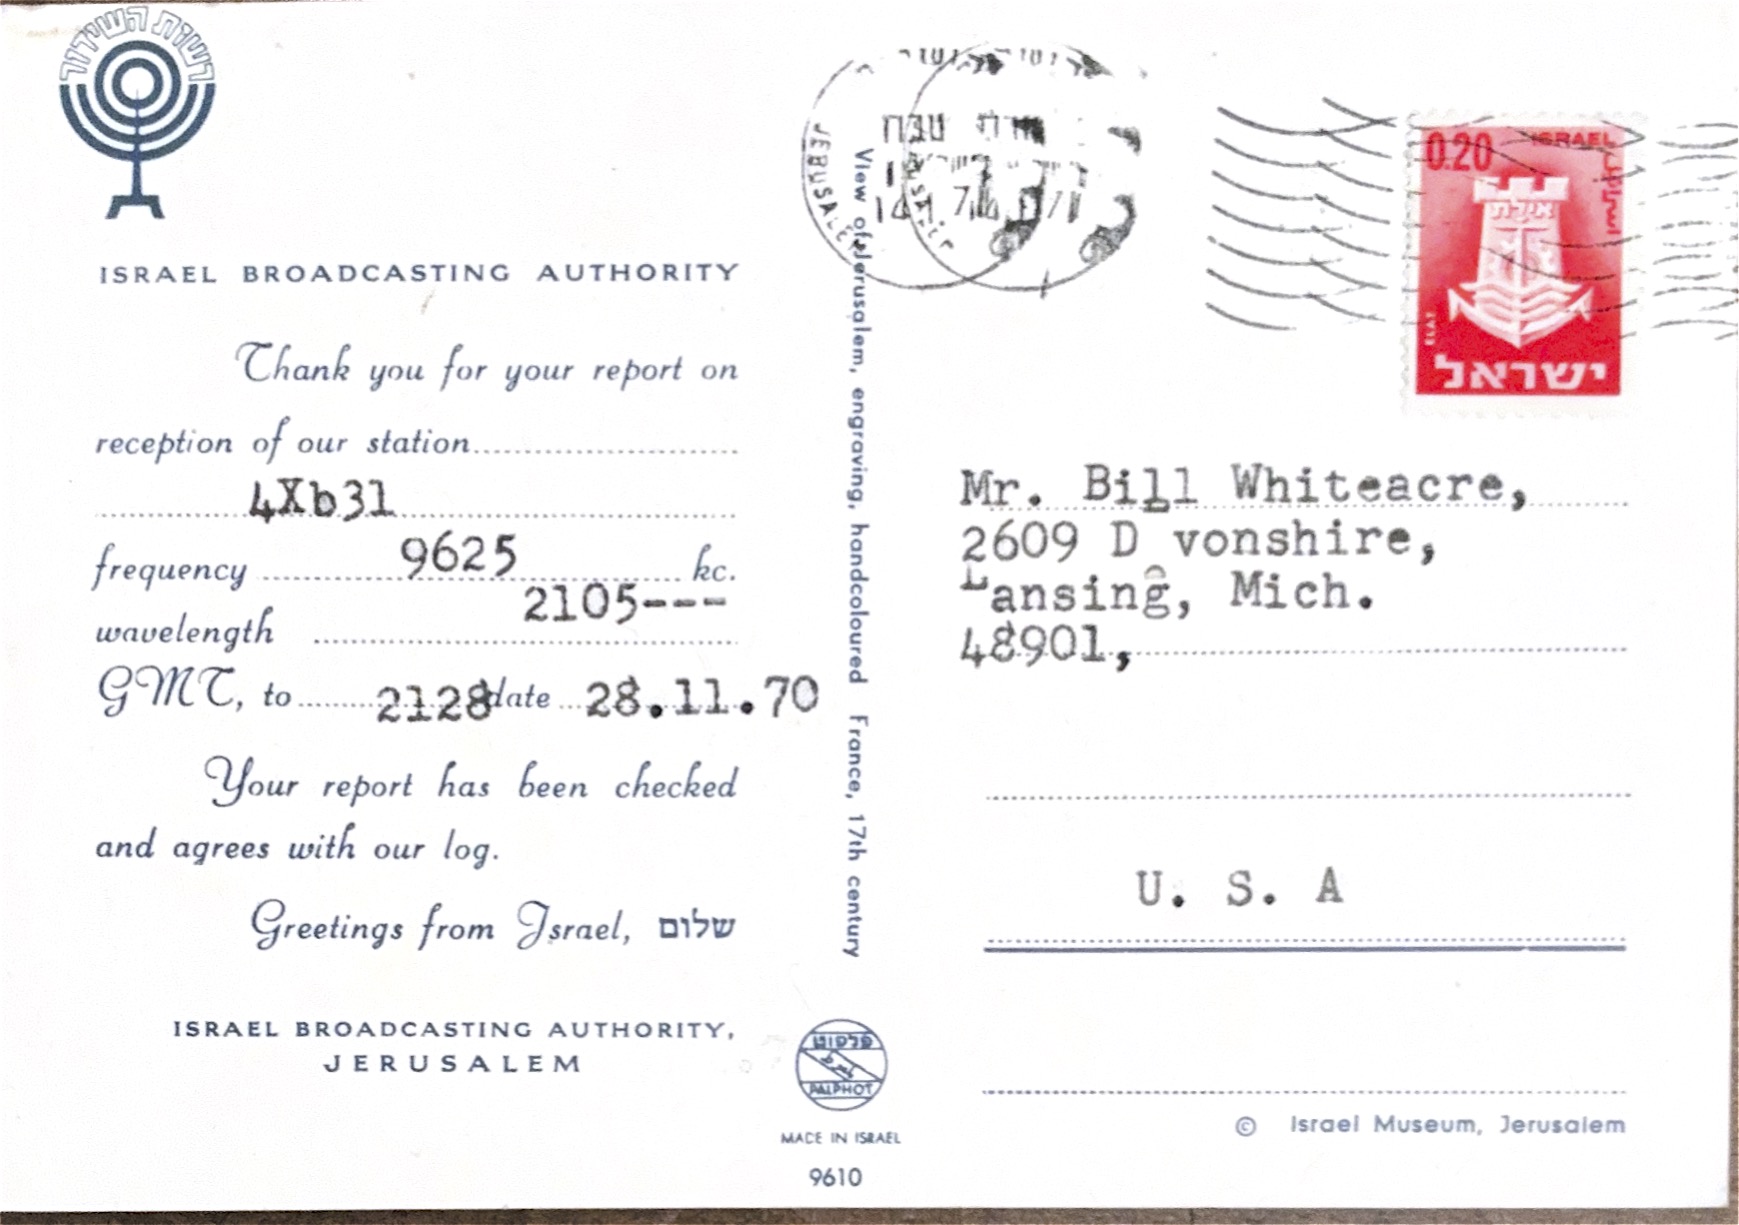 רשות השידור
ISRAEL BROADCASTING AUTHORITY
Thank you for your report on
reception of our station
4Xb31
frequency 9625 kc.
2105---
wavelength
GMT, to 2128 date 28.11.70
Your report has been checked
and agrees with our log.
Greetings from Israel, שלום
ISRAEL BROADCASTING AUTHORITY,
JERUSALEM
View of Jerusalem, engraving, handcoloured France, 17th century
פלפוט
PALPHOT
MADE IN ISRAEL
9610
JERUSALEM
0.20 ISRAEL
اسرائيل
אילת
ELAT
ישראל
Mr. Bill Whiteacre,
2609 D vonshire,
Lansing, Mich.
48901,
U. S. A
© Israel Museum, Jerusalem